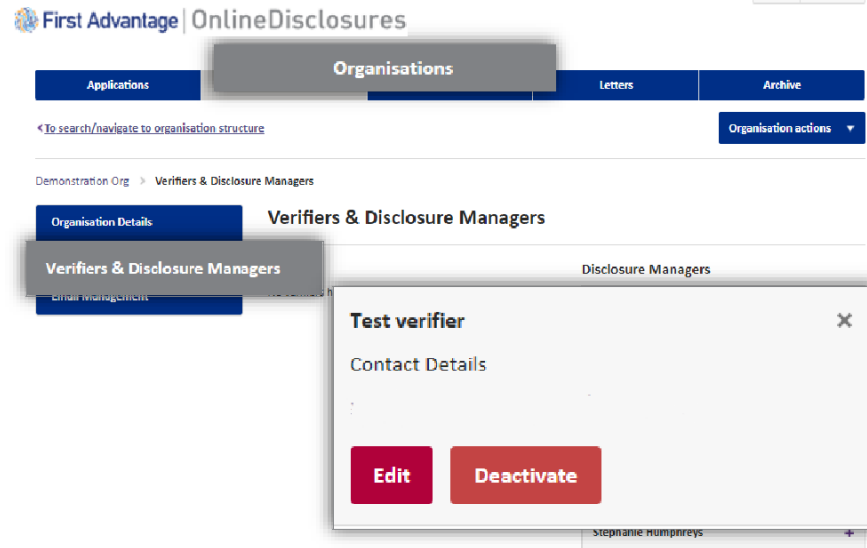 First Advantage | OnlineDisclosures
Organisations
Applications
Letters
Archive
<To search/navigate to organisation structure
Organisation actions ▼
Demonstration Org > Verifiers & Disclosure Managers
Organisation Details
Verifiers & Disclosure Managers
Verifiers & Disclosure Managers
Disclosure Managers
Email Management
Test verifier ×
Contact Details
Edit
Deactivate
Stephanie Humphreys +